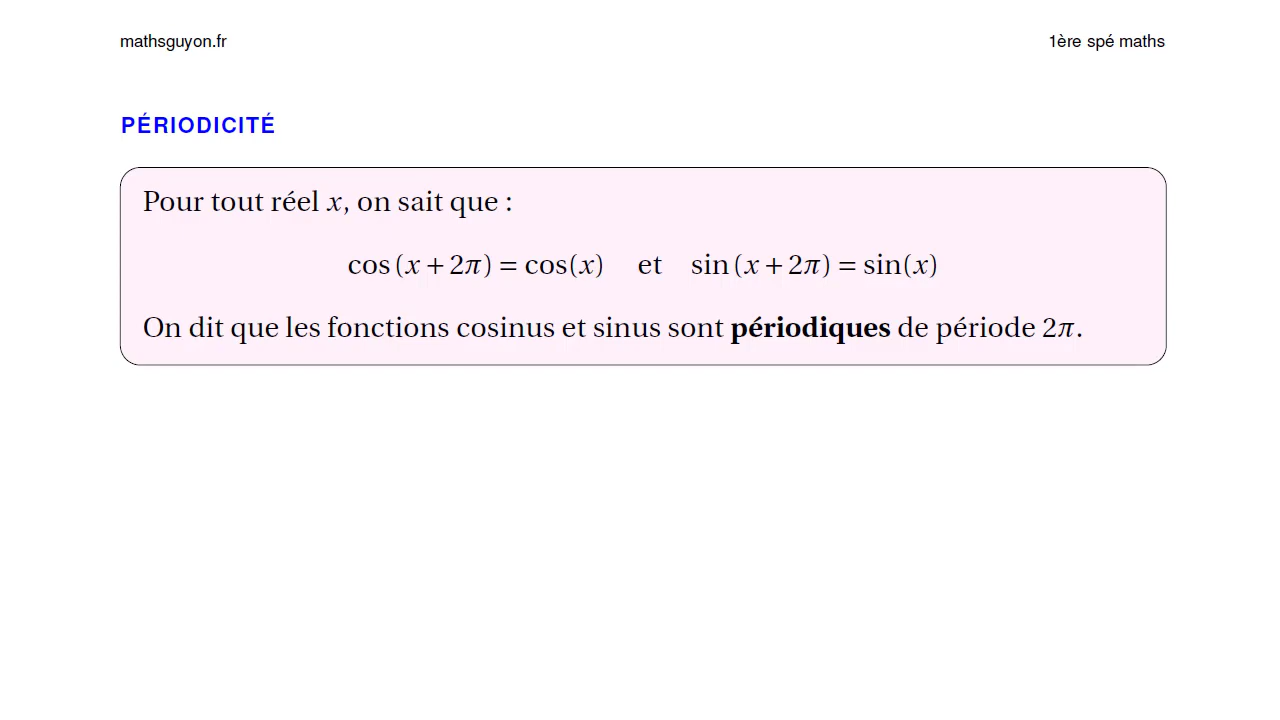 mathsguyon.fr
1ère spé maths
PÉRIODICITÉ
Pour tout réel x, on sait que :
cos(x+2π) = cos(x) et sin(x+2π) = sin(x)
On dit que les fonctions cosinus et sinus sont périodiques de période 2π.